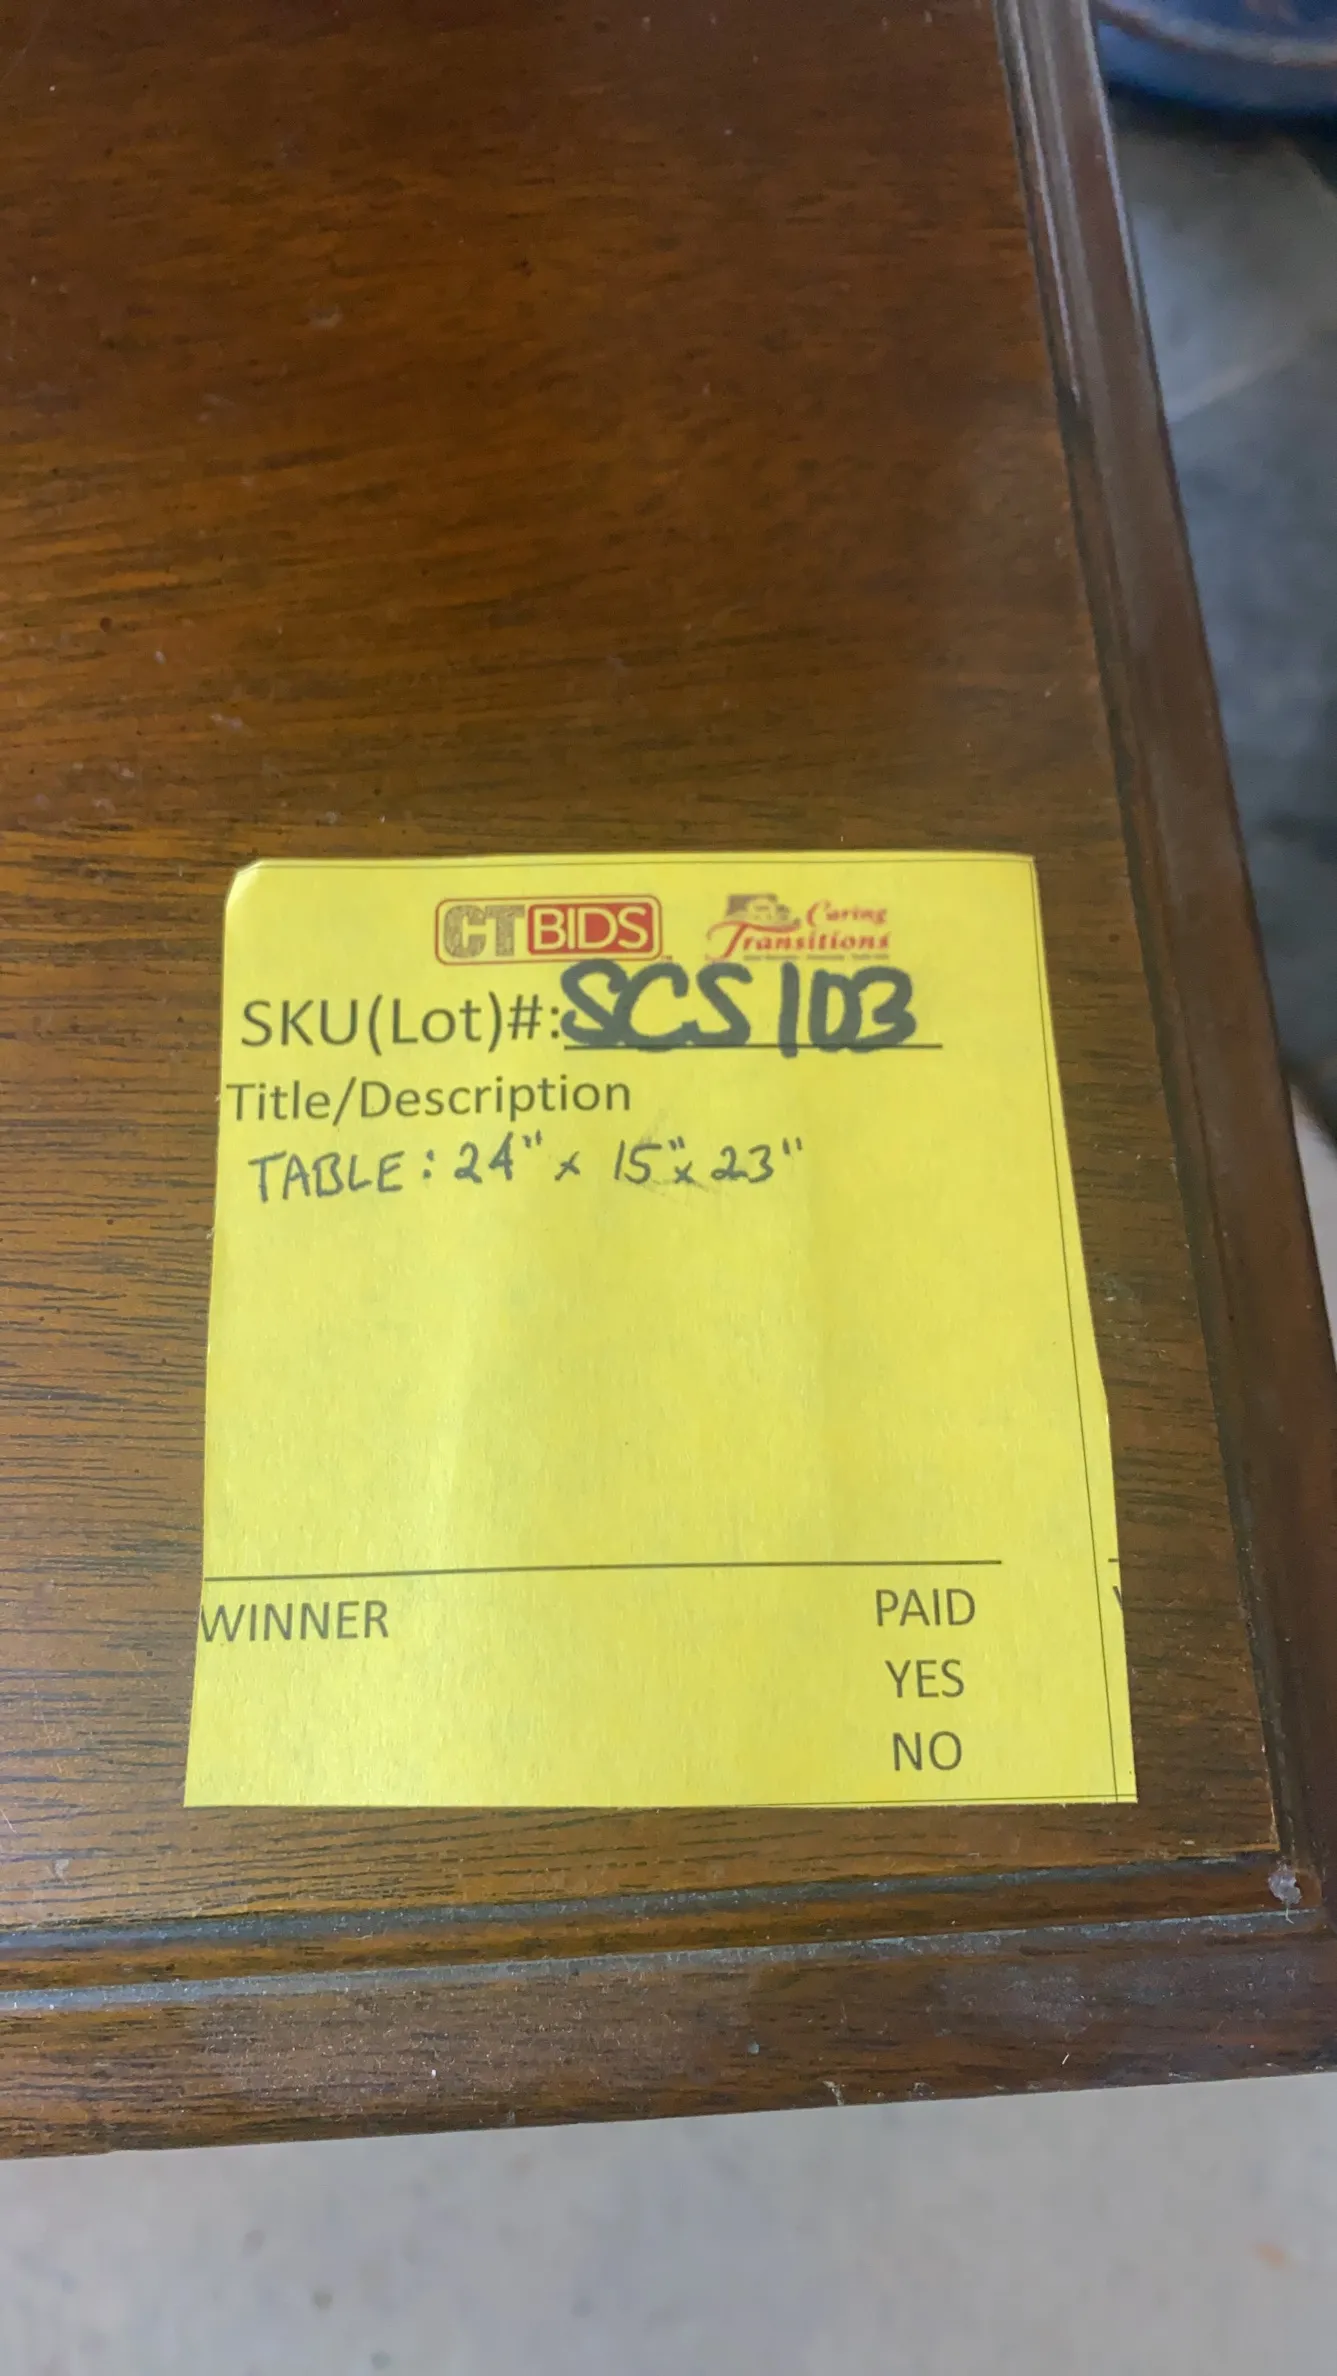 CTBIDS Caring
Transitions
SKU(Lot)#:SCS103
Title/Description
TABLE: 24" x 15" x 23"
WINNER PAID
YES
NO